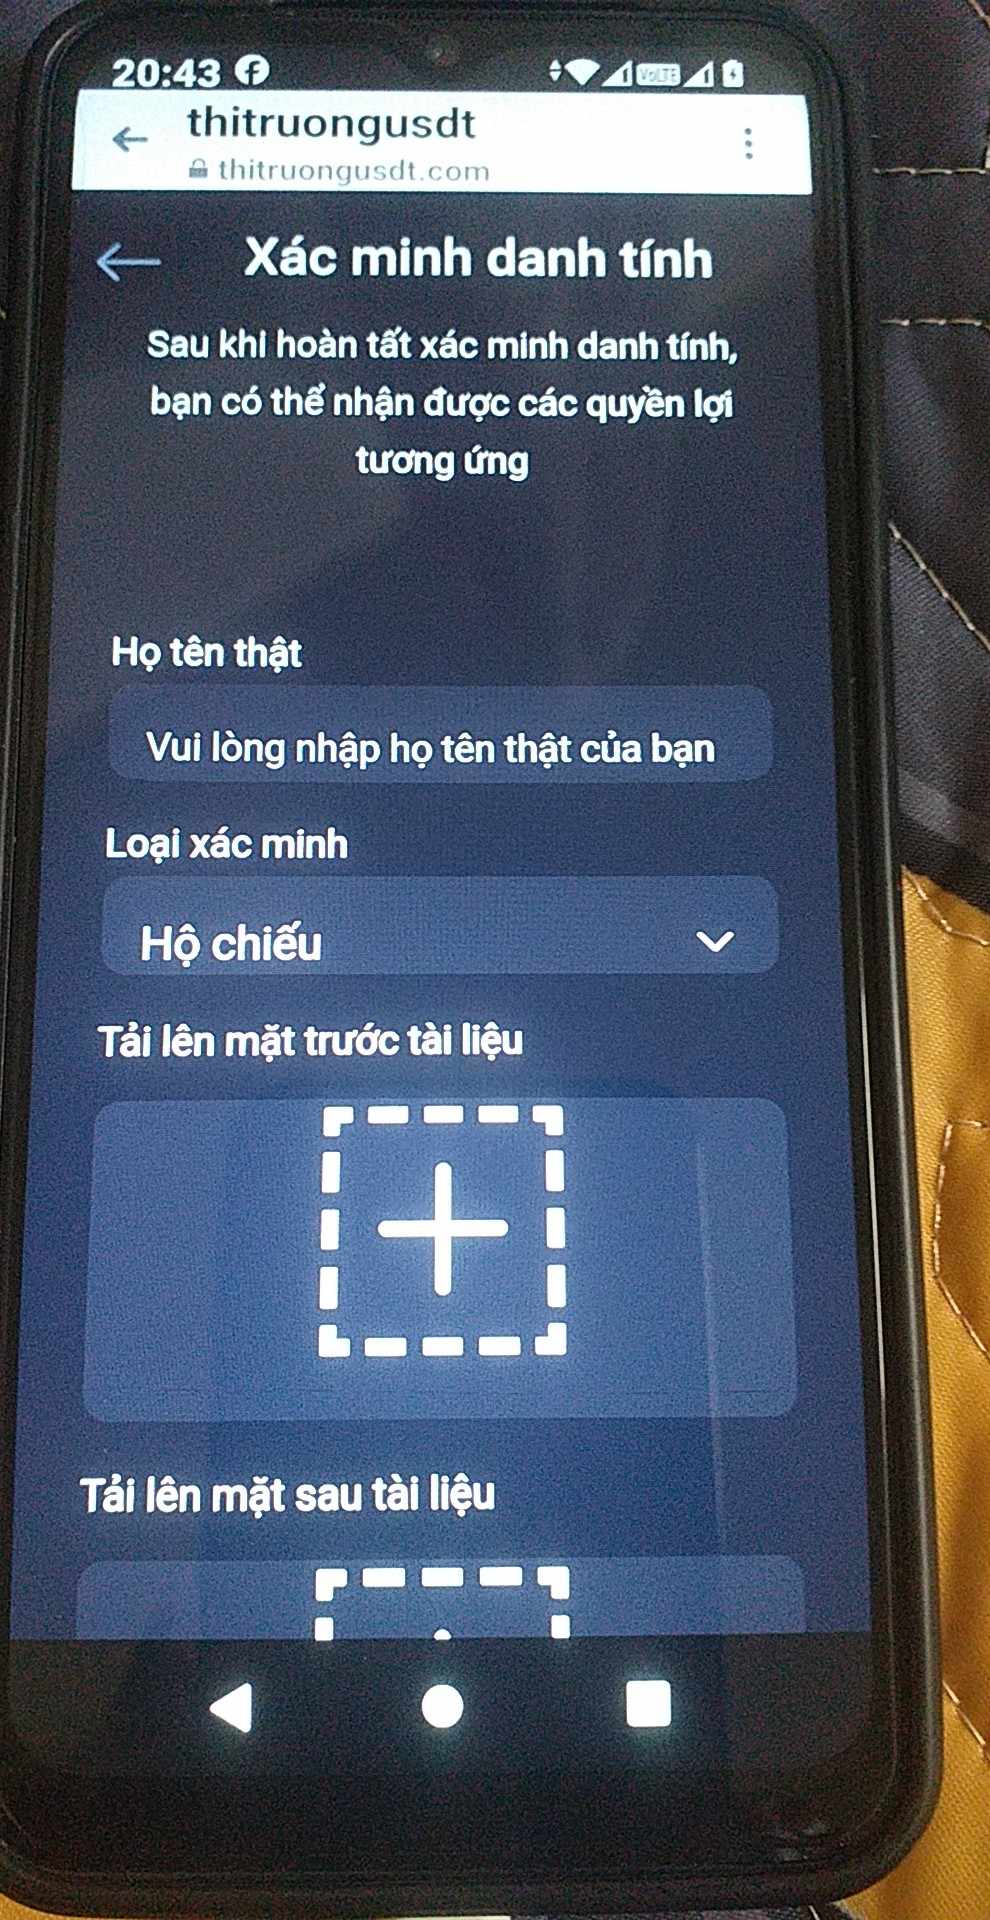 20:43
VoLTE
thitruongusdt
thitruongusdt.com
Xác minh danh tính
Sau khi hoàn tất xác minh danh tính,
bạn có thể nhận được các quyền lợi
tương ứng
Họ tên thật
Vui lòng nhập họ tên thật của bạn
Loại xác minh
Hộ chiếu
Tải lên mặt trước tài liệu
Tải lên mặt sau tài liệu